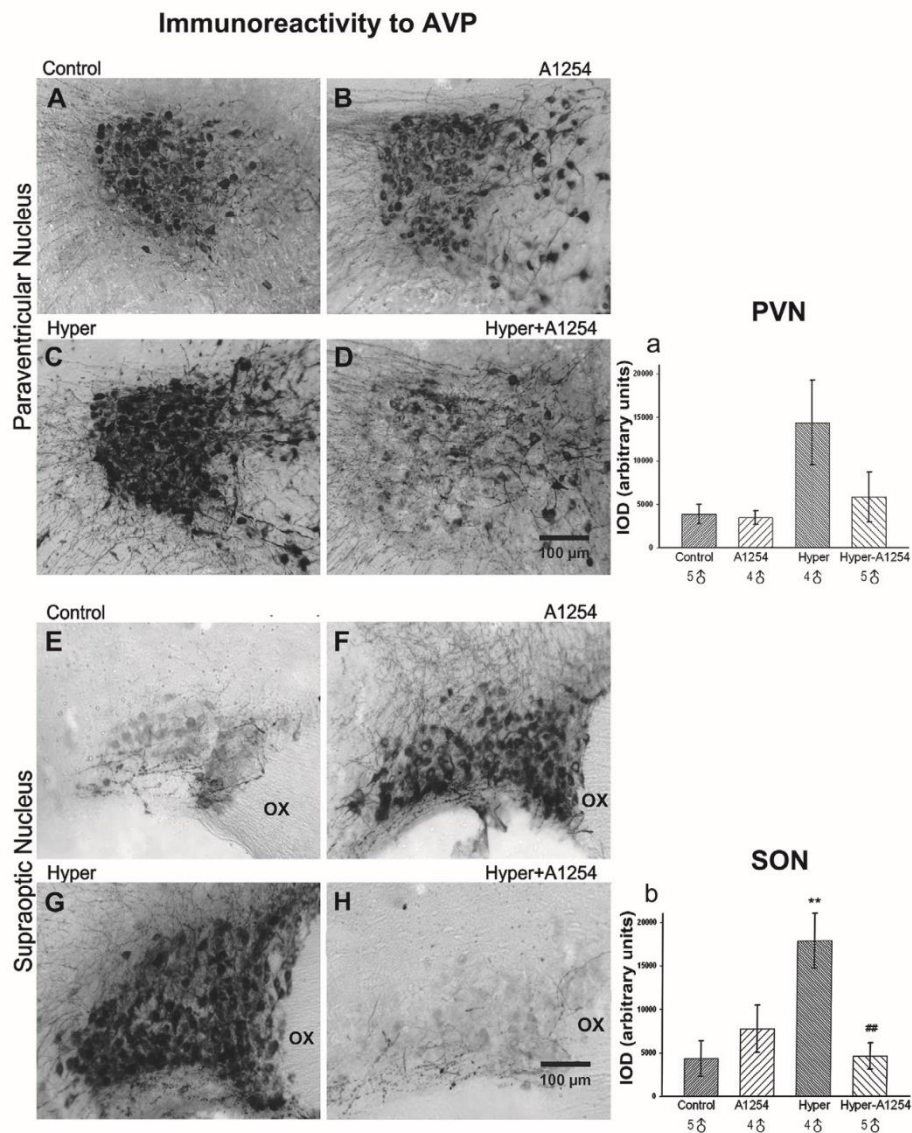 Immunoreactivity to AVP
Control
A1254
A
B
Hyper
Hyper+A1254
C
D
100 µm
Paraventricular Nucleus
PVN
a
IOD (arbitrary units)
20000
15000
10000
5000
0
Control A1254 Hyper Hyper-A1254
5♂ 4♂ 4♂ 5♂
Control
A1254
E
F
OX
OX
Hyper
Hyper+A1254
G
H
OX
OX
100 µm
Supraoptic Nucleus
SON
b
IOD (arbitrary units)
20000
15000
10000
5000
0
**
##
Control A1254 Hyper Hyper-A1254
5♂ 4♂ 4♂ 5♂